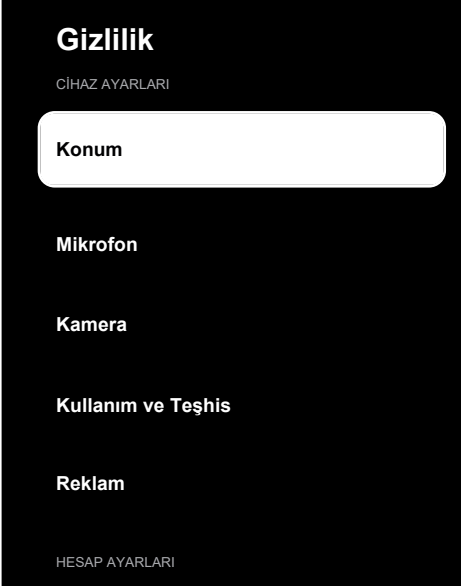 Gizlilik
CİHAZ AYARLARI
Konum
Mikrofon
Kamera
Kullanım ve Teşhis
Reklam
HESAP AYARLARI